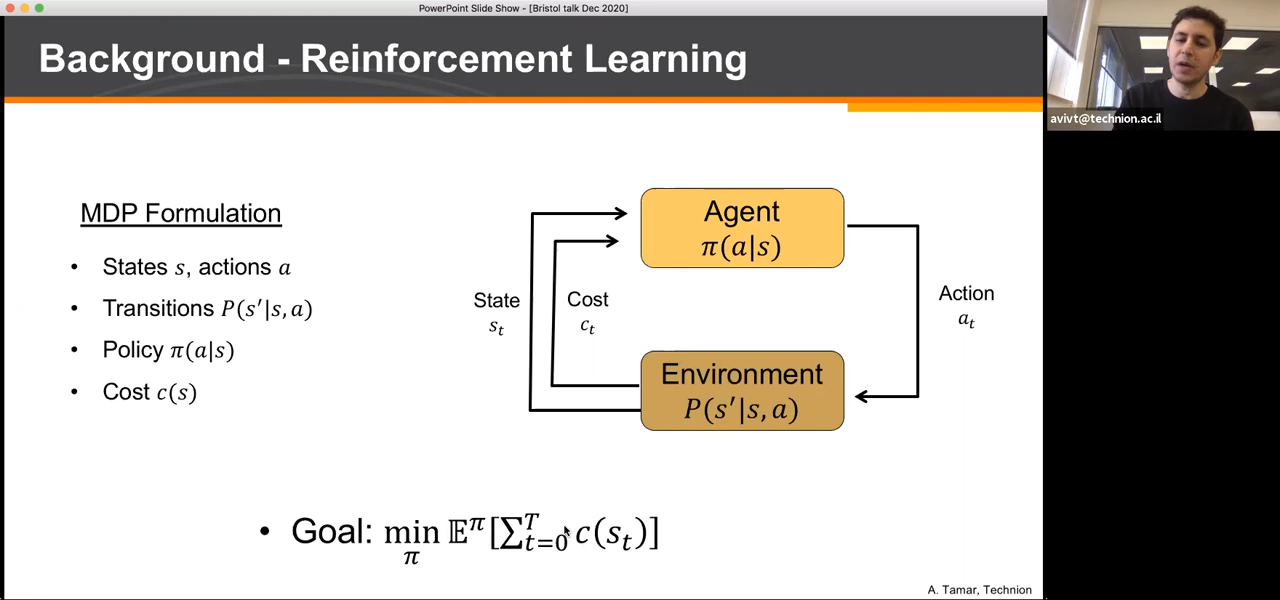 PowerPoint Slide Show - [Bristol talk Dec 2020]
Background - Reinforcement Learning
avivt@technion.ac.il
MDP Formulation
• States s, actions a
• Transitions P(s′|s, a)
• Policy π(a|s)
• Cost c(s)
Agent
π(a|s)
State
s_t
Cost
c_t
Action
a_t
Environment
P(s′|s, a)
• Goal: min_π 𝔼^π[∑_{t=0}^T c(s_t)]
A. Tamar, Technion